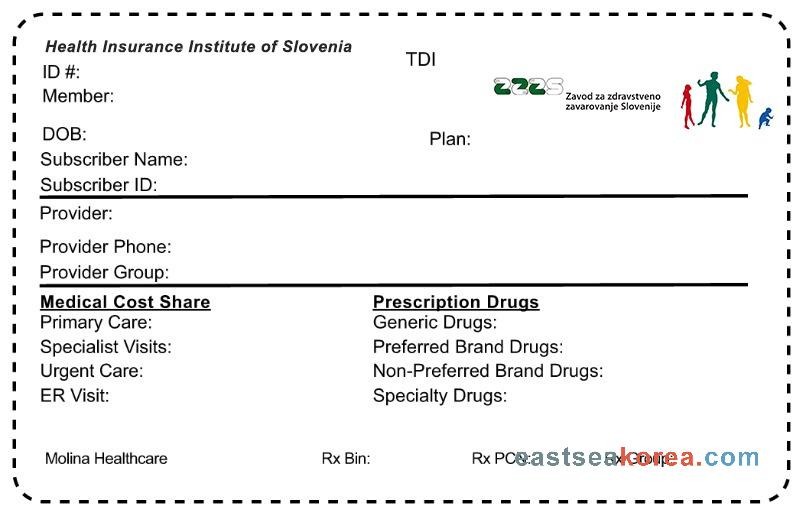 Health Insurance Institute of Slovenia
TDI
ID #:
Member:
zzzs Zavod za zdravstveno
zavarovanje Slovenije
DOB:
Plan:
Subscriber Name:
Subscriber ID:
Provider:
Provider Phone:
Provider Group:
Medical Cost Share
Primary Care:
Specialist Visits:
Urgent Care:
ER Visit:
Prescription Drugs
Generic Drugs:
Preferred Brand Drugs:
Non-Preferred Brand Drugs:
Specialty Drugs:
Molina Healthcare Rx Bin: Rx PCN: Rx Group:
eastseakorea.com